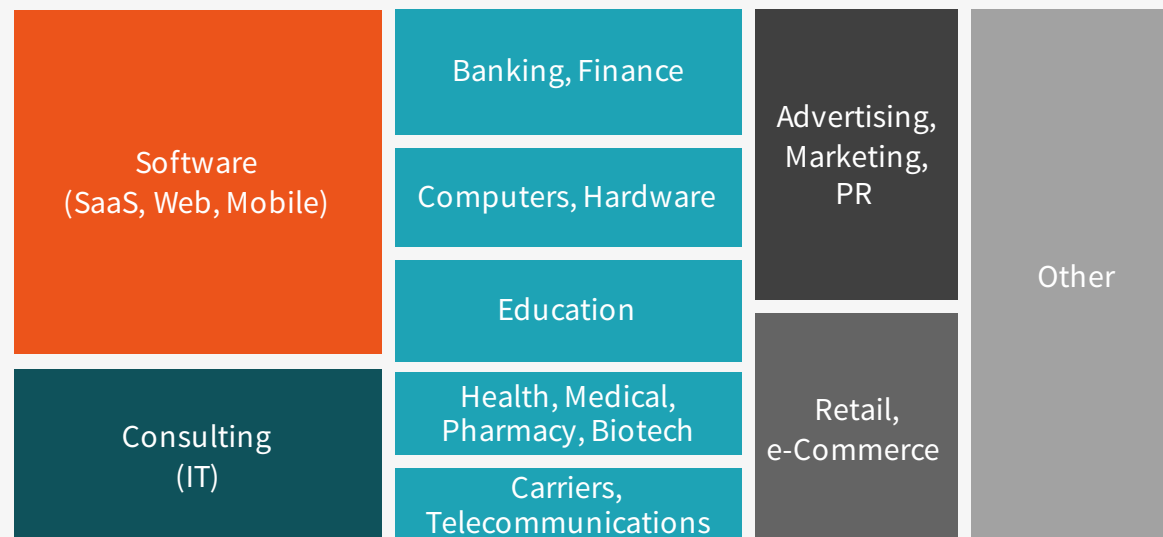 Software
(SaaS, Web, Mobile)
Consulting
(IT)
Banking, Finance
Computers, Hardware
Education
Health, Medical,
Pharmacy, Biotech
Carriers,
Telecommunications
Advertising,
Marketing,
PR
Retail,
e-Commerce
Other